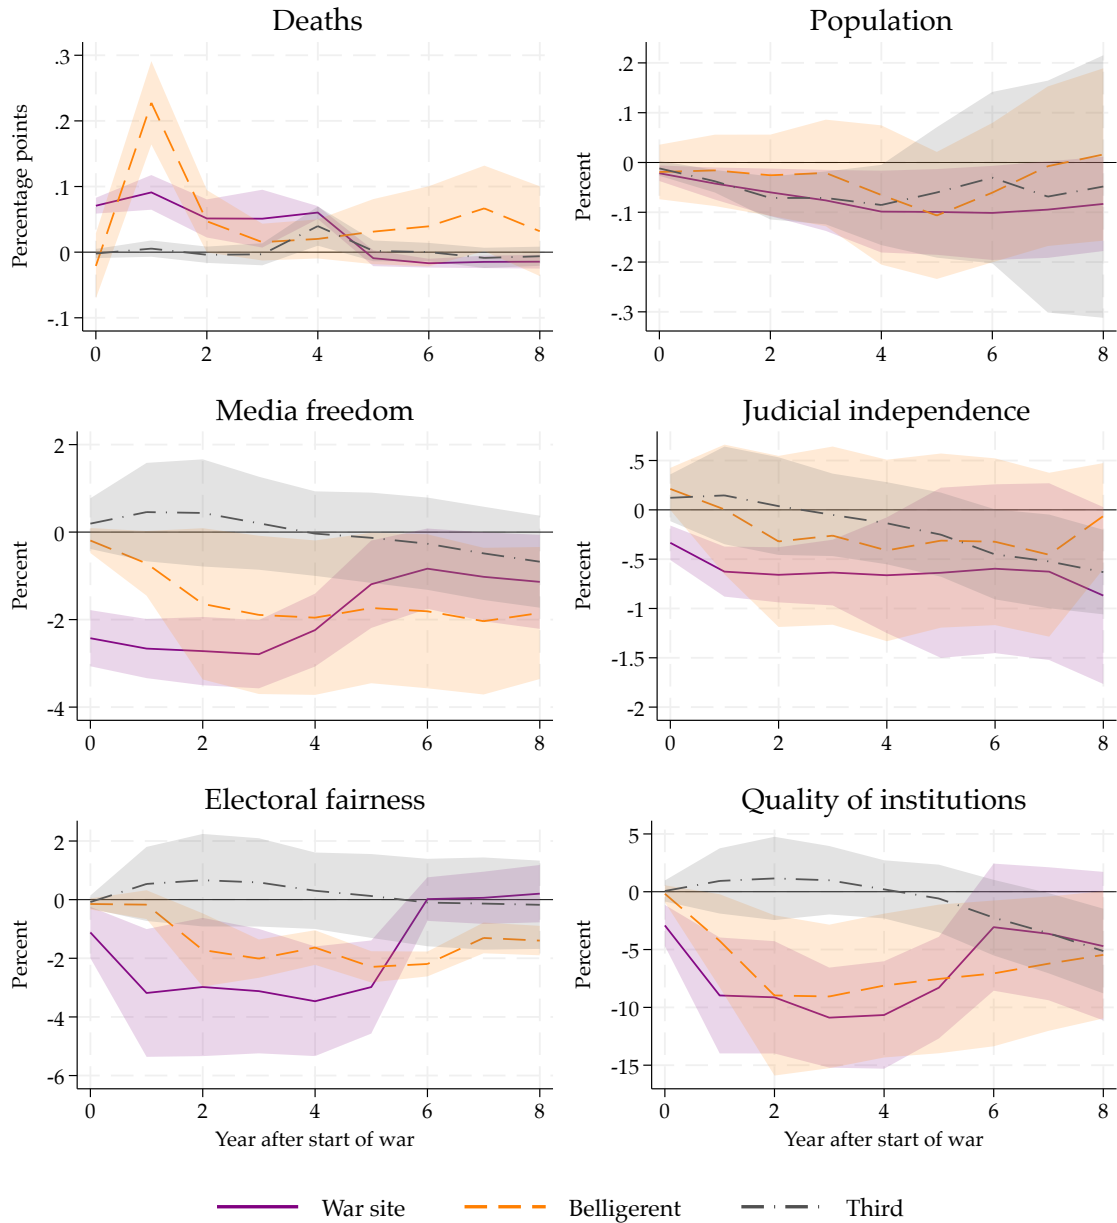 Deaths
Percentage points
.3
.2
.1
0
-.1
0 2 4 6 8
Population
Percent
.2
.1
0
-.1
-.2
-.3
0 2 4 6 8
Media freedom
Percent
2
0
-2
-4
0 2 4 6 8
Judicial independence
Percent
.5
0
-.5
-1
-1.5
-2
0 2 4 6 8
Electoral fairness
Percent
2
0
-2
-4
-6
0 2 4 6 8
Year after start of war
Quality of institutions
Percent
5
0
-5
-10
-15
0 2 4 6 8
Year after start of war
War site Belligerent Third